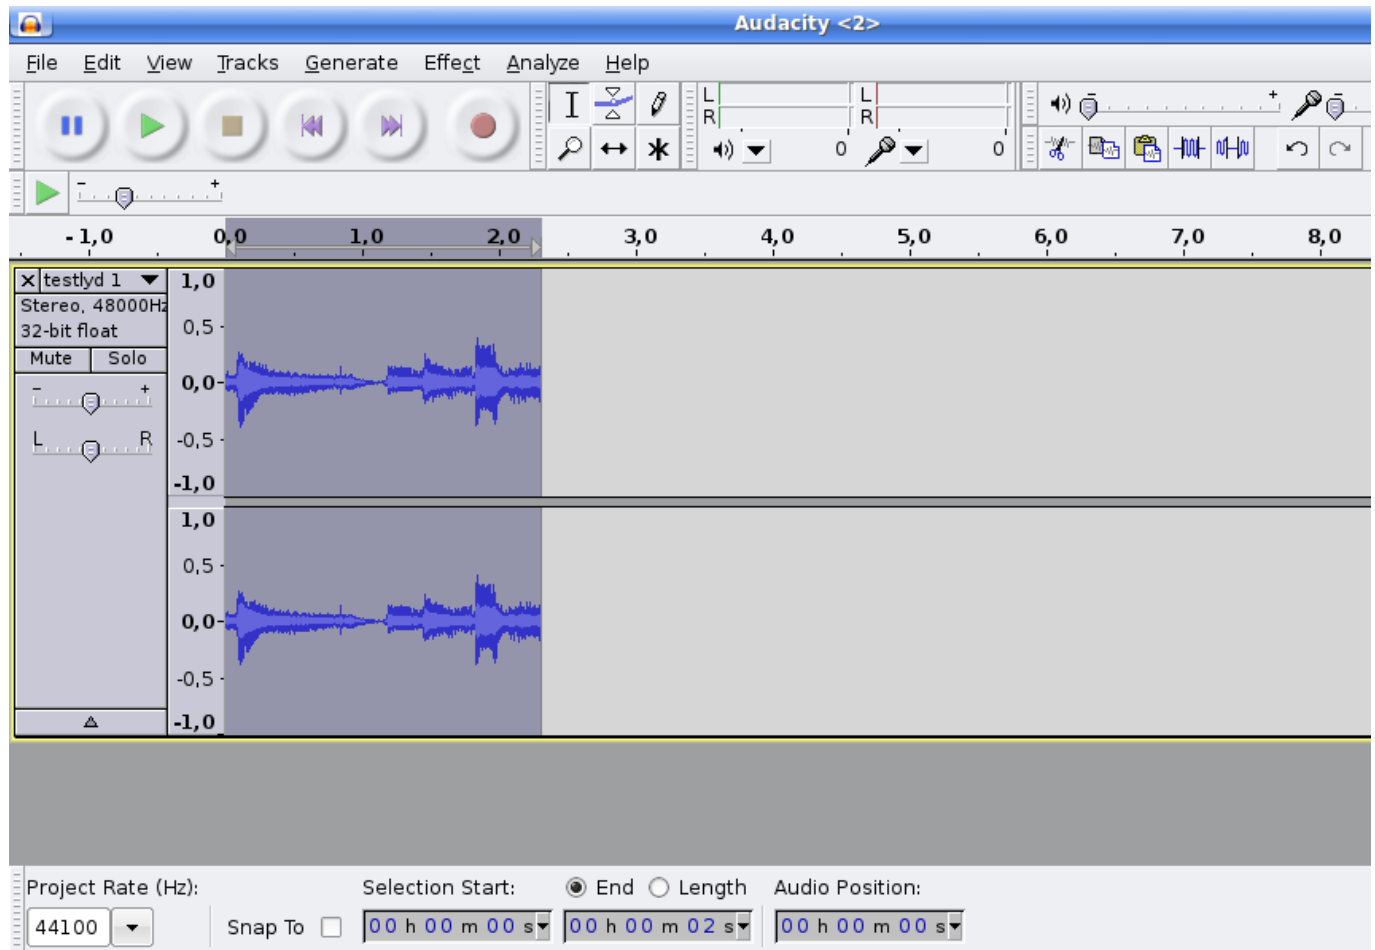 Audacity <2>
File Edit View Tracks Generate Effect Analyze Help
L L
R R
0 0
- +
- +
- 1,0 0,0 1,0 2,0 3,0 4,0 5,0 6,0 7,0 8,0
testlyd 1 1,0
Stereo, 48000Hz
32-bit float 0,5
Mute Solo
- + 0,0
L R -0,5
-1,0
1,0
0,5
0,0
-0,5
-1,0
Project Rate (Hz): Selection Start: End Length Audio Position:
44100 Snap To 00 h 00 m 00 s 00 h 00 m 02 s 00 h 00 m 00 s